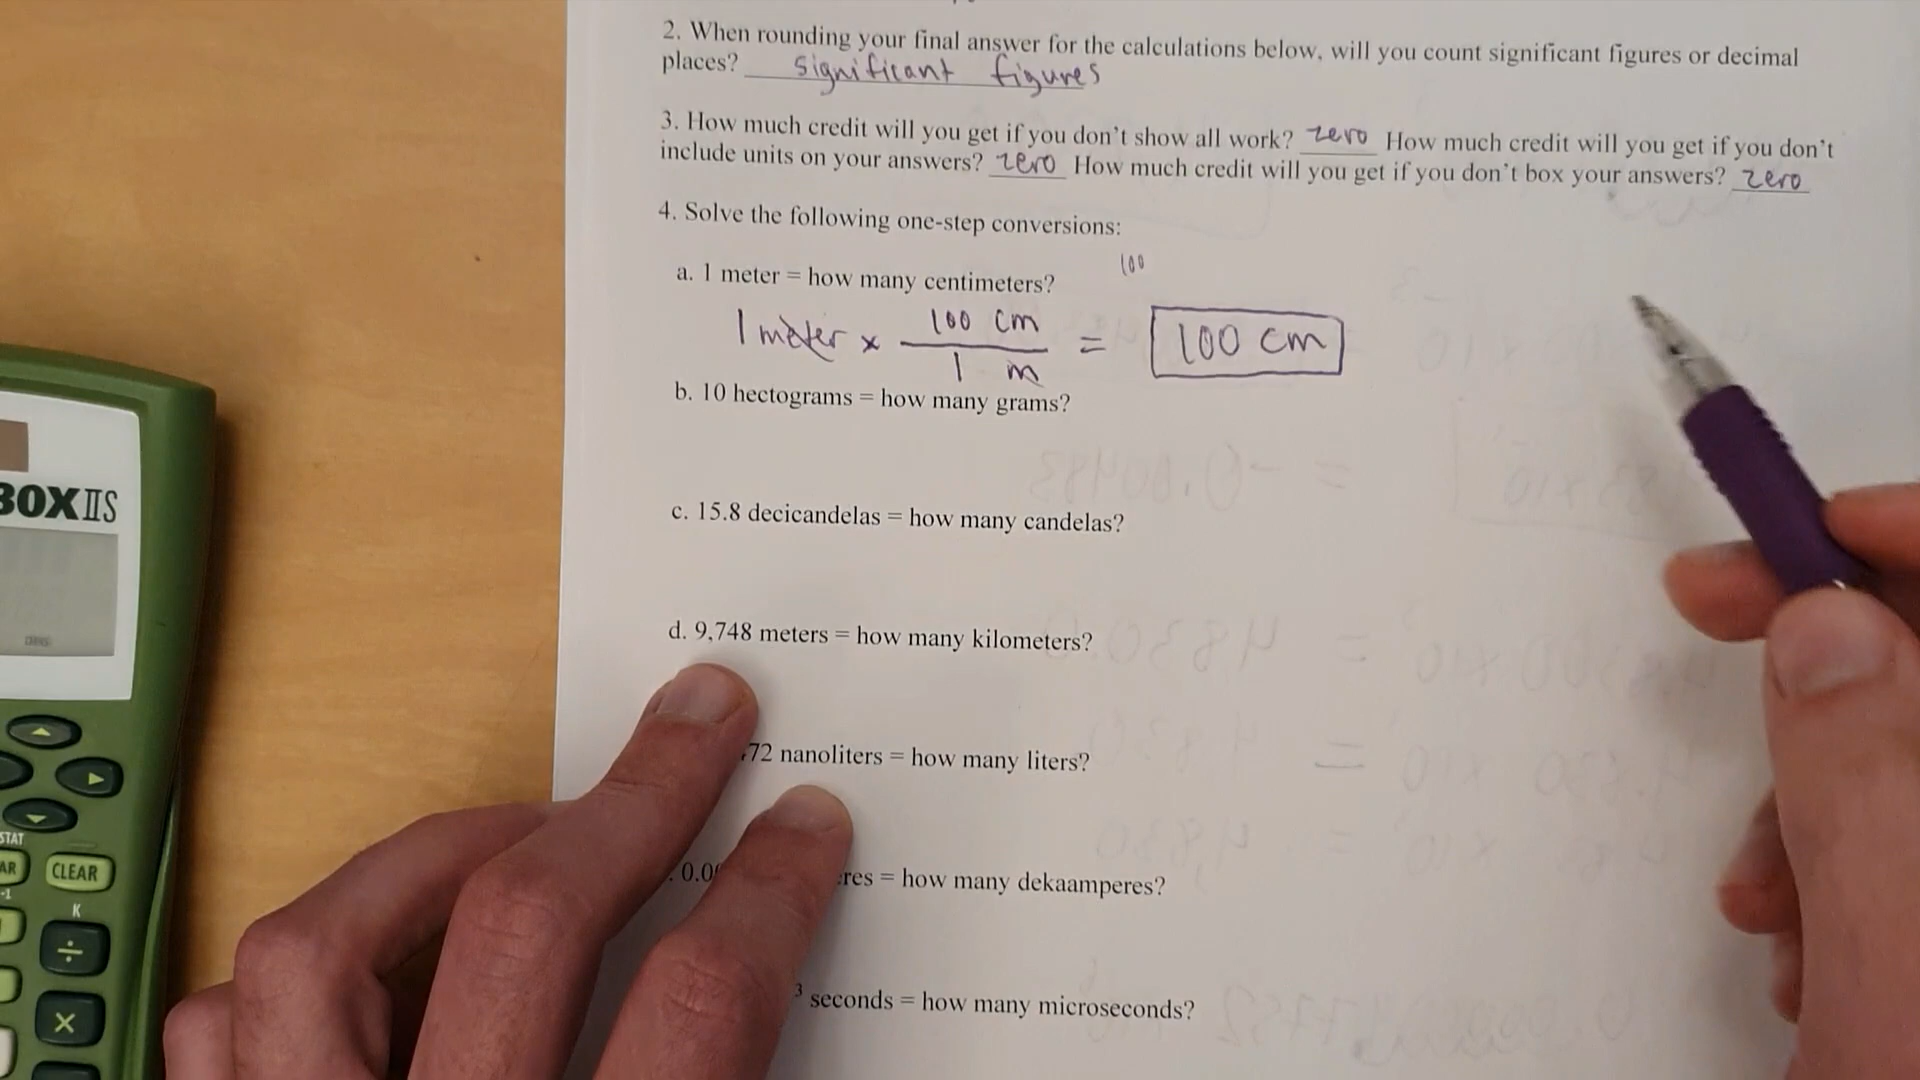 2. When rounding your final answer for the calculations below, will you count significant figures or decimal
places? significant figures
3. How much credit will you get if you don't show all work? zero How much credit will you get if you don't
include units on your answers? zero How much credit will you get if you don't box your answers? zero
4. Solve the following one-step conversions:
100
a. 1 meter = how many centimeters?
1 meter × 100 cm / 1 m = 100 cm
b. 10 hectograms = how many grams?
c. 15.8 decicandelas = how many candelas?
d. 9,748 meters = how many kilometers?
72 nanoliters = how many liters?
= how many dekaamperes?
3 seconds = how many microseconds?
IIS
DEG
STAT
CLEAR
K
÷
×